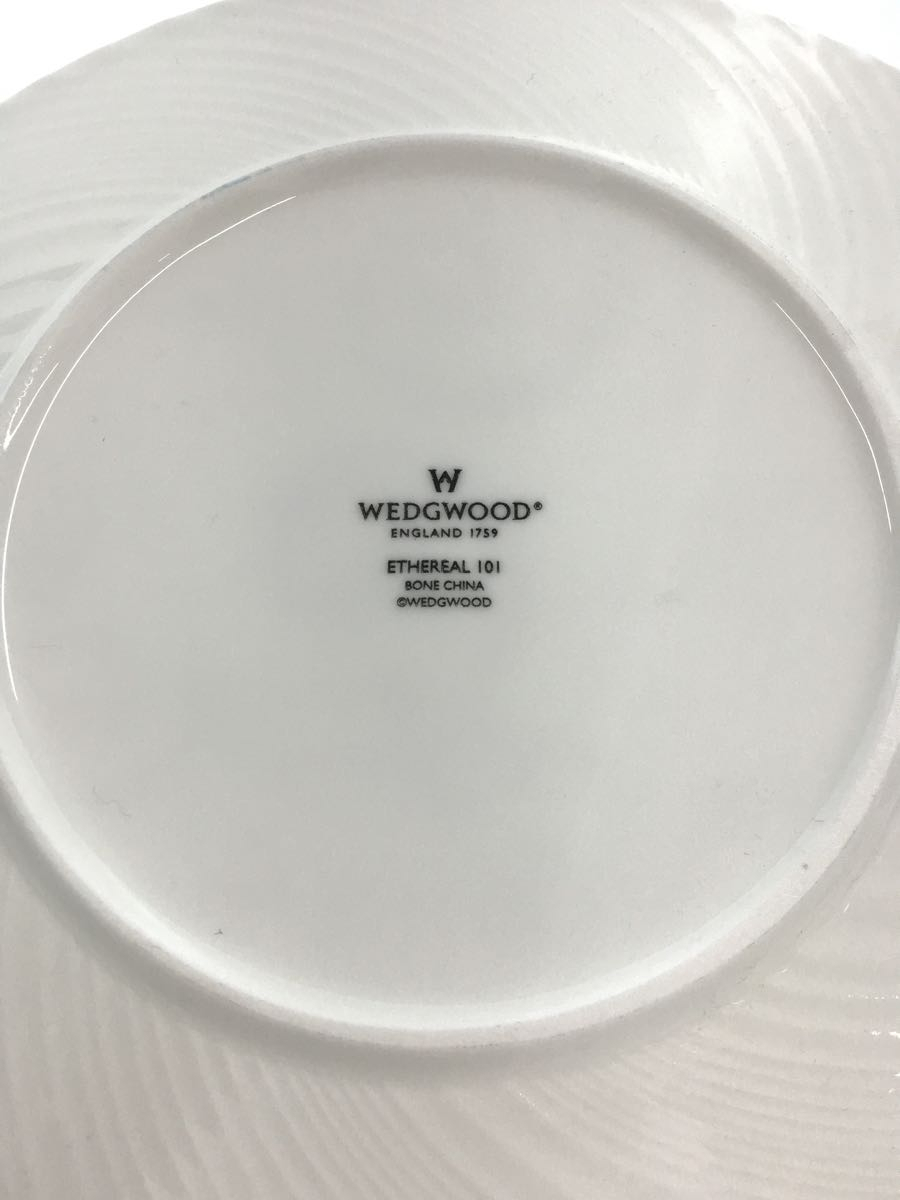 W
WEDGWOOD®
ENGLAND 1759
ETHEREAL 101
BONE CHINA
©WEDGWOOD